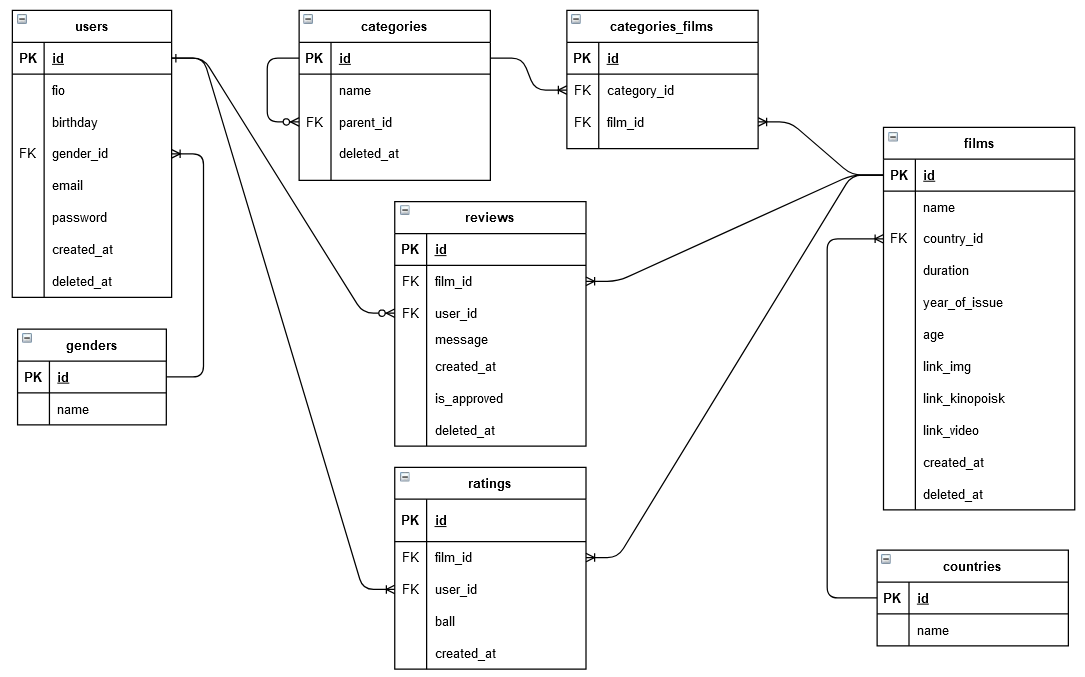 users
PK id
fio
birthday
FK gender_id
email
password
created_at
deleted_at
genders
PK id
name
categories
PK id
name
FK parent_id
deleted_at
categories_films
PK id
FK category_id
FK film_id
reviews
PK id
FK film_id
FK user_id
message
created_at
is_approved
deleted_at
ratings
PK id
FK film_id
FK user_id
ball
created_at
films
PK id
name
FK country_id
duration
year_of_issue
age
link_img
link_kinopoisk
link_video
created_at
deleted_at
countries
PK id
name